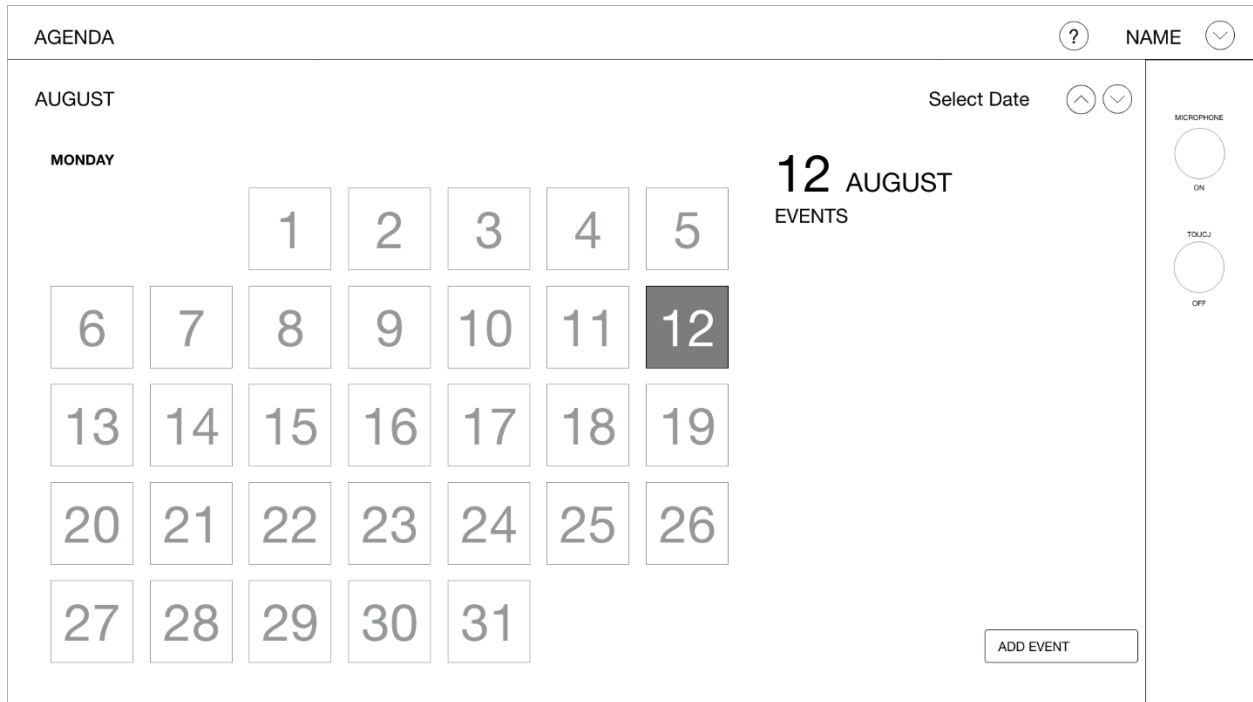 AGENDA ? NAME
AUGUST Select Date
MICROPHONE
ON
TOUCJ
OFF
MONDAY
1 2 3 4 5
6 7 8 9 10 11 12
13 14 15 16 17 18 19
20 21 22 23 24 25 26
27 28 29 30 31
12 AUGUST
EVENTS
ADD EVENT